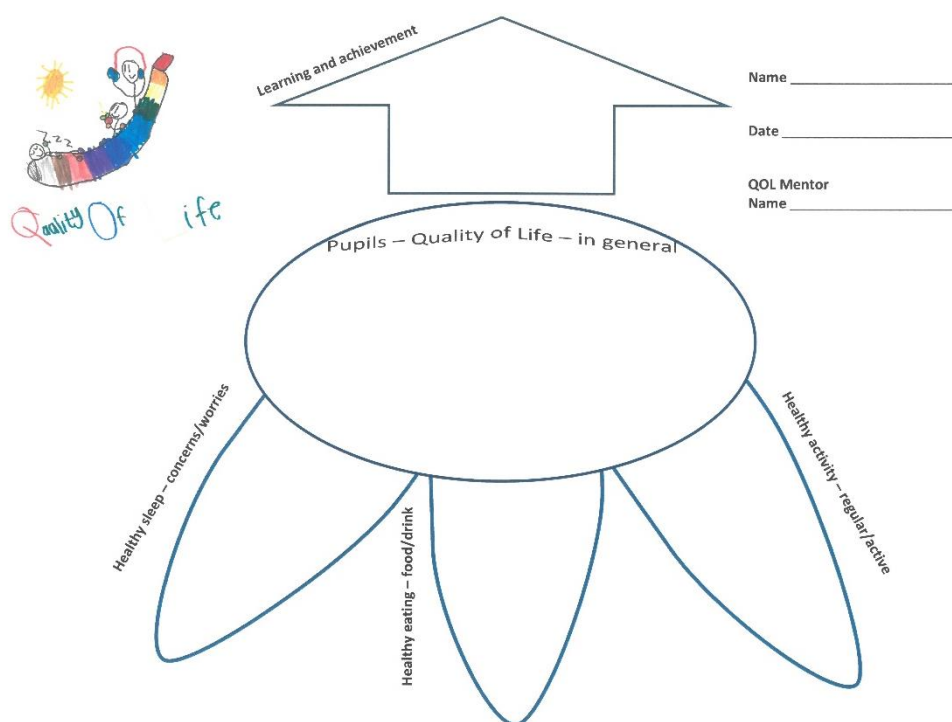 Learning and achievement
Name
Date
QOL Mentor
Name
zzz
Quality Of ife
Pupils – Quality of Life – in general
Healthy sleep – concerns/worries
Healthy eating – food/drink
Healthy activity – regular/active